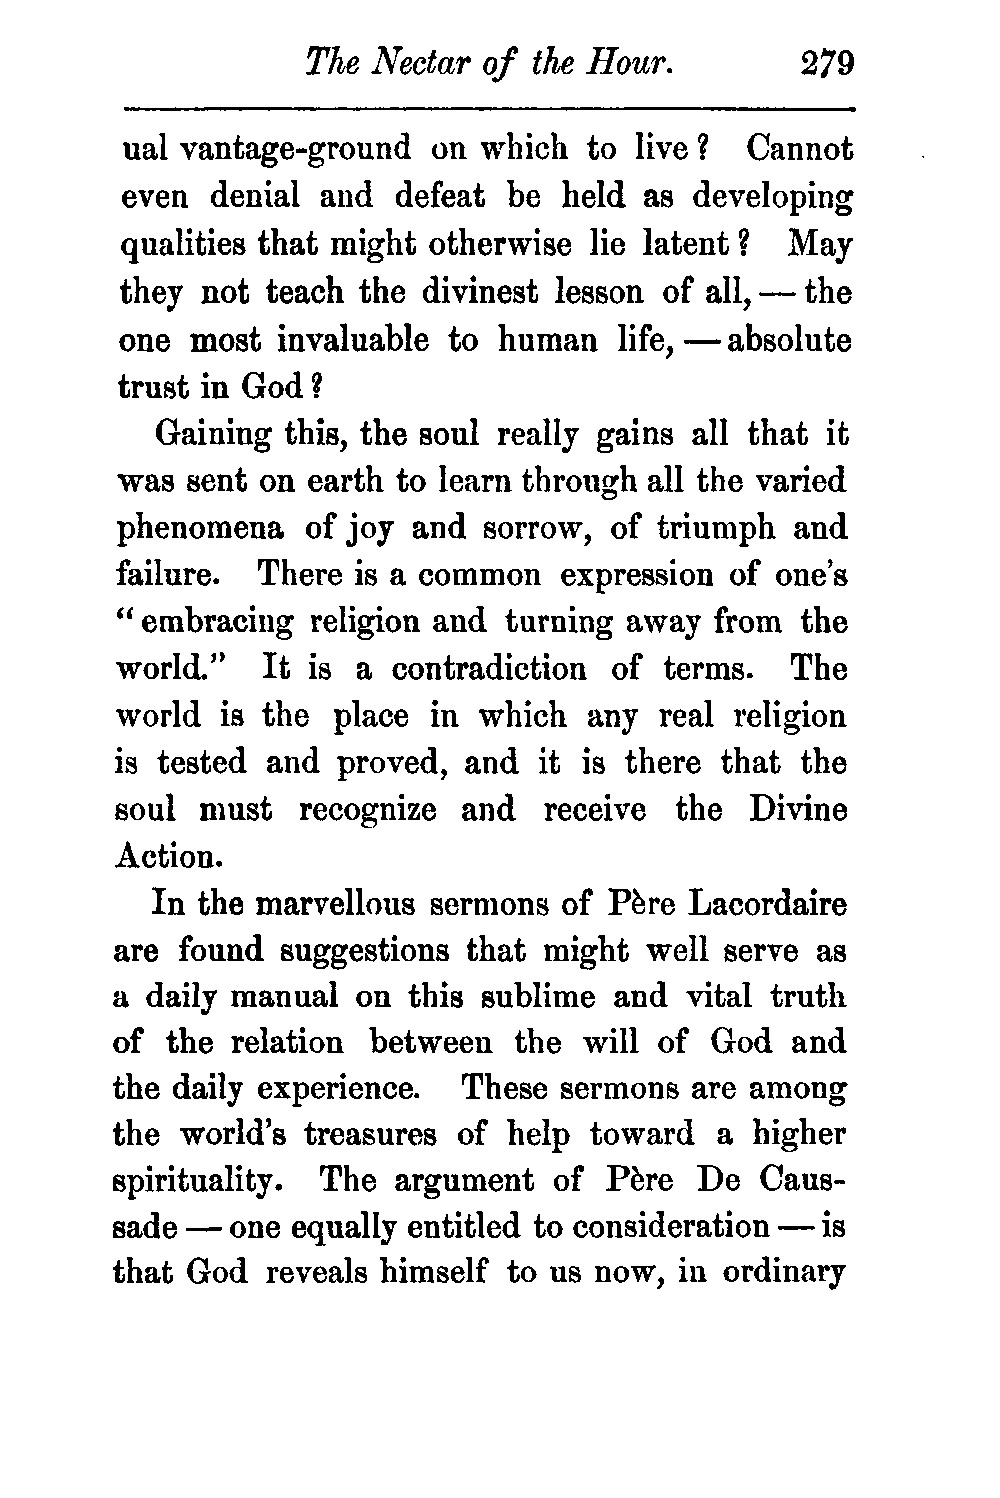 The Nectar of the Hour. 279
ual vantage-ground on which to live? Cannot
even denial and defeat be held as developing
qualities that might otherwise lie latent? May
they not teach the divinest lesson of all, — the
one most invaluable to human life, — absolute
trust in God?
Gaining this, the soul really gains all that it
was sent on earth to learn through all the varied
phenomena of joy and sorrow, of triumph and
failure. There is a common expression of one's
“embracing religion and turning away from the
world.” It is a contradiction of terms. The
world is the place in which any real religion
is tested and proved, and it is there that the
soul must recognize and receive the Divine
Action.
In the marvellous sermons of Père Lacordaire
are found suggestions that might well serve as
a daily manual on this sublime and vital truth
of the relation between the will of God and
the daily experience. These sermons are among
the world's treasures of help toward a higher
spirituality. The argument of Père De Caus-
sade — one equally entitled to consideration — is
that God reveals himself to us now, in ordinary